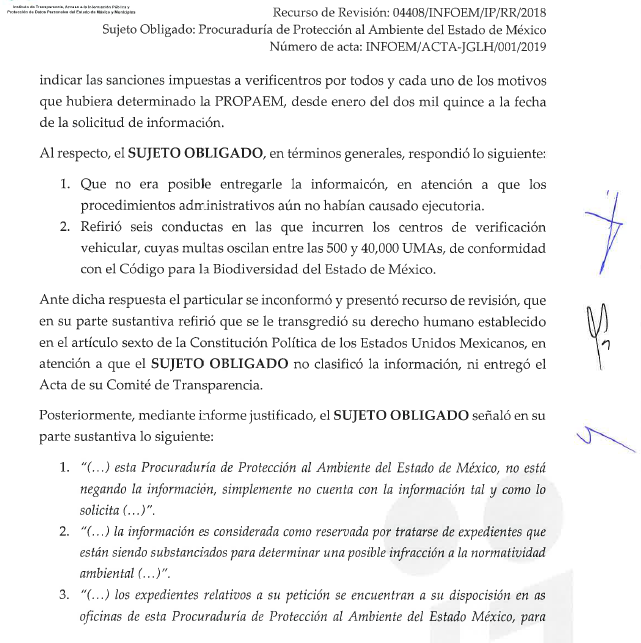 Instituto de Transparencia, Acceso a la Información Pública y
Protección de Datos Personales del Estado de México y Municipios
Recurso de Revisión: 04408/INFOEM/IP/RR/2018
Sujeto Obligado: Procuraduría de Protección al Ambiente del Estado de México
Número de acta: INFOEM/ACTA-JGLH/001/2019
indicar las sanciones impuestas a verificentros por todos y cada uno de los motivos
que hubiera determinado la PROPAEM, desde enero del dos mil quince a la fecha
de la solicitud de información.
Al respecto, el SUJETO OBLIGADO, en términos generales, respondió lo siguiente:
1. Que no era posible entregarle la informaicón, en atención a que los
procedimientos administrativos aún no habían causado ejecutoria.
2. Refirió seis conductas en las que incurren los centros de verificación
vehicular, cuyas multas oscilan entre las 500 y 40,000 UMAs, de conformidad
con el Código para la Biodiversidad del Estado de México.
Ante dicha respuesta el particular se inconformó y presentó recurso de revisión, que
en su parte sustantiva refirió que se le transgredió su derecho humano establecido
en el artículo sexto de la Constitución Política de los Estados Unidos Mexicanos, en
atención a que el SUJETO OBLIGADO no clasificó la información, ni entregó el
Acta de su Comité de Transparencia.
Posteriormente, mediante informe justificado, el SUJETO OBLIGADO señaló en su
parte sustantiva lo siguiente:
1. “(…) esta Procuraduría de Protección al Ambiente del Estado de México, no está
negando la información, simplemente no cuenta con la información tal y como lo
solicita (…)”.
2. “(…) la información es considerada como reservada por tratarse de expedientes que
están siendo substanciados para determinar una posible infracción a la normatividad
ambiental (…)”.
3. “(…) los expedientes relativos a su petición se encuentran a su disposición en as
oficinas de esta Procuraduría de Protección al Ambiente del Estado México, para